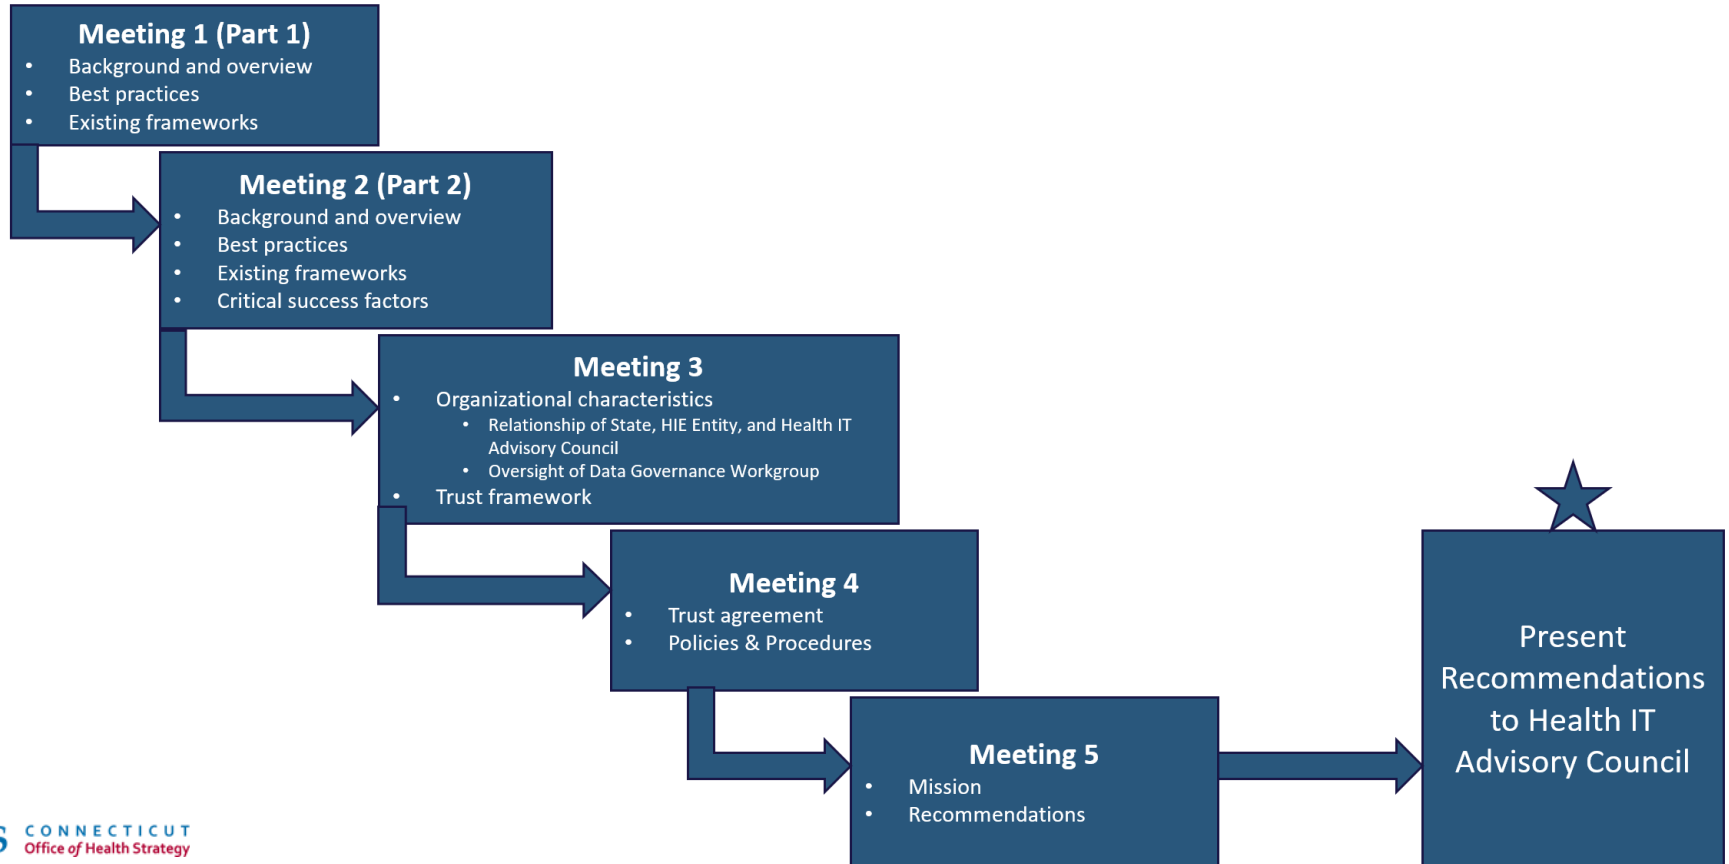 Meeting 1 (Part 1)
• Background and overview
• Best practices
• Existing frameworks
Meeting 2 (Part 2)
• Background and overview
• Best practices
• Existing frameworks
• Critical success factors
Meeting 3
• Organizational characteristics
• Relationship of State, HIE Entity, and Health IT
Advisory Council
• Oversight of Data Governance Workgroup
• Trust framework
Meeting 4
• Trust agreement
• Policies & Procedures
Meeting 5
• Mission
• Recommendations
Present
Recommendations
to Health IT
Advisory Council
S
CONNECTICUT
Office of Health Strategy